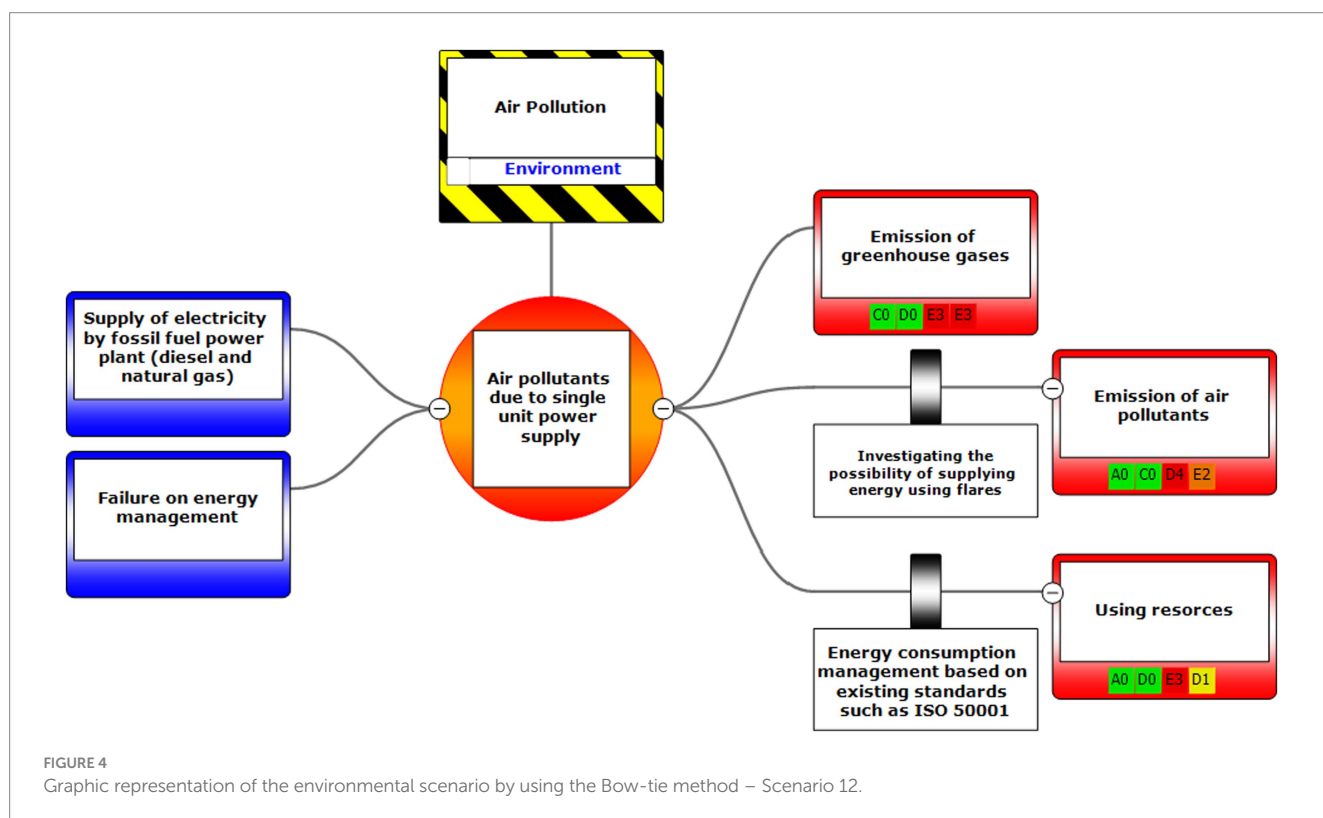 Air Pollution
Environment
Supply of electricity
by fossil fuel power
plant (diesel and
natural gas)
Failure on energy
management
Air pollutants
due to single
unit power
supply
Emission of
greenhouse gases
C0 D0 E3 E3
Investigating the
possibility of supplying
energy using flares
Emission of air
pollutants
A0 C0 D4 E2
Energy consumption
management based on
existing standards
such as ISO 50001
Using resorces
A0 D0 E3 D1
FIGURE 4
Graphic representation of the environmental scenario by using the Bow-tie method – Scenario 12.